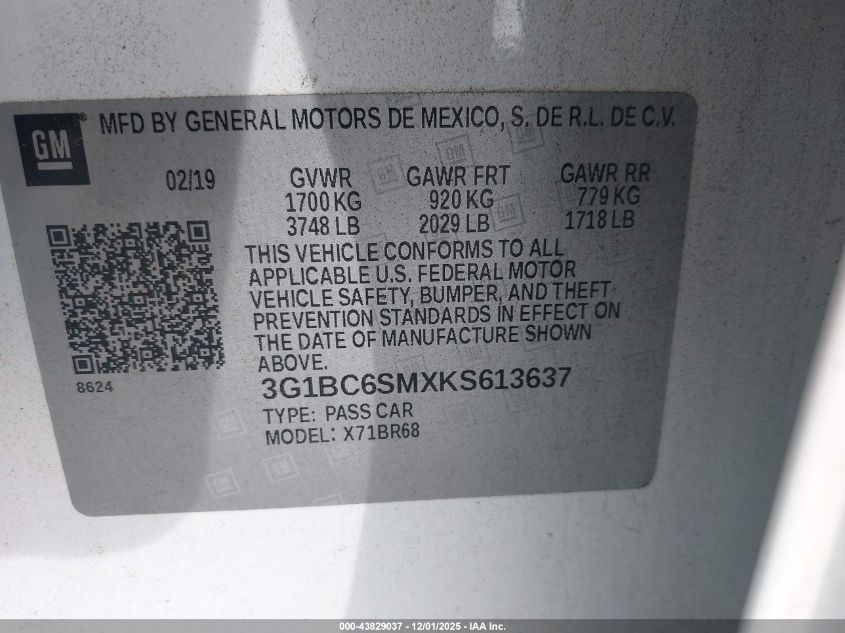 GM
MFD BY GENERAL MOTORS DE MEXICO, S. DE R.L. DE C.V.
02/19 GVWR GAWR FRT GAWR RR
1700 KG 920 KG 779 KG
3748 LB 2029 LB 1718 LB
THIS VEHICLE CONFORMS TO ALL
APPLICABLE U.S. FEDERAL MOTOR
VEHICLE SAFETY, BUMPER, AND THEFT
PREVENTION STANDARDS IN EFFECT ON
THE DATE OF MANUFACTURE SHOWN
ABOVE.
8624
3G1BC6SMXKS613637
TYPE: PASS CAR
MODEL: X71BR68
000-43829037 - 12/01/2025 - IAA Inc.